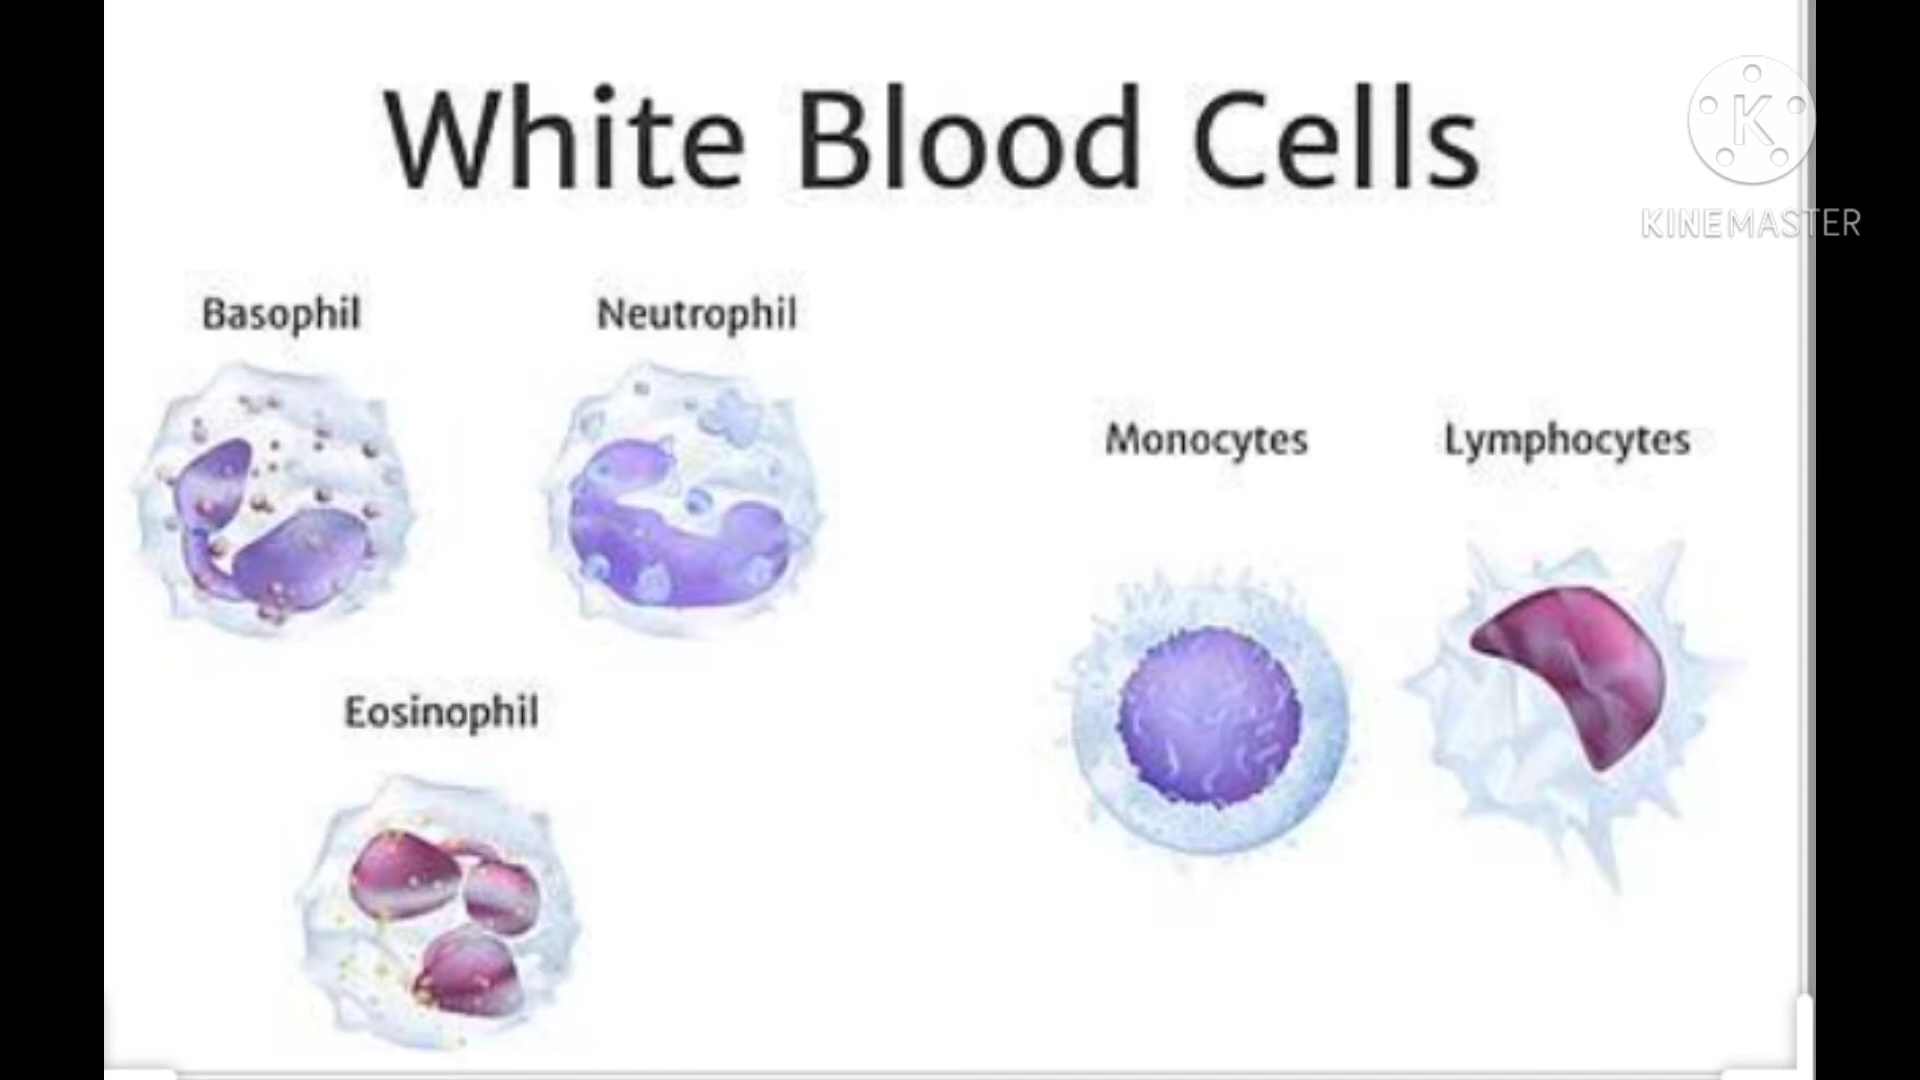 White Blood Cells
K
KINEMASTER
Basophil
Neutrophil
Monocytes
Lymphocytes
Eosinophil